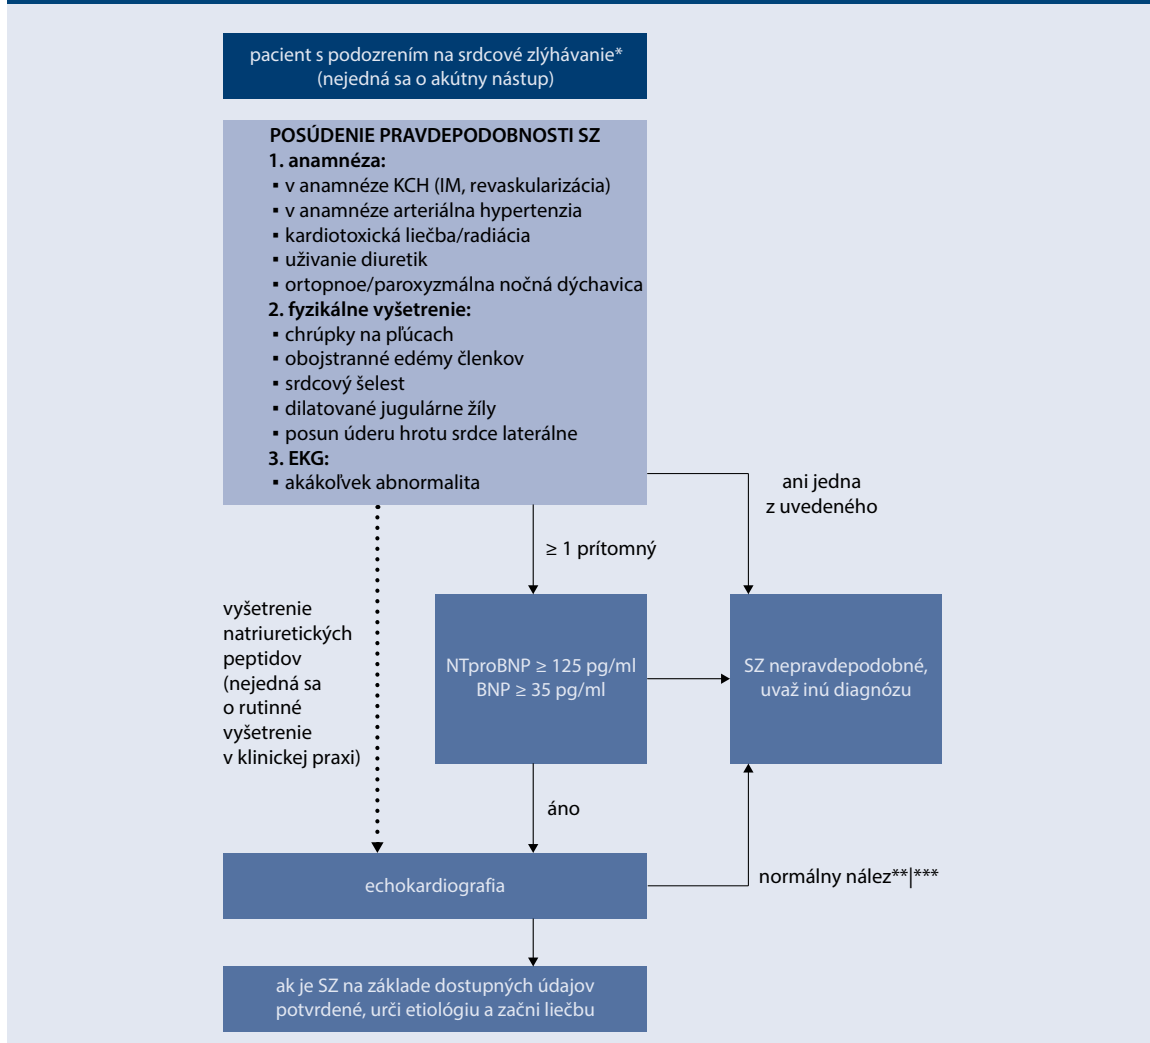 pacient s podozrením na srdcové zlýhávanie*
(nejedná sa o akútny nástup)
POSÚDENIE PRAVDEPODOBNOSTI SZ
1. anamnéza:
▪ v anamnéze KCH (IM, revaskularizácia)
▪ v anamnéze arteriálna hypertenzia
▪ kardiotoxická liečba/radiácia
▪ uživanie diuretik
▪ ortopnoe/paroxyzmálna nočná dýchavica
2. fyzikálne vyšetrenie:
▪ chrúpky na pľúcach
▪ obojstranné edémy členkov
▪ srdcový šelest
▪ dilatované jugulárne žíly
▪ posun úderu hrotu srdce laterálne
3. EKG:
▪ akákoľvek abnormalita
ani jedna
z uvedeného
≥ 1 prítomný
vyšetrenie
natriuretických
peptidov
(nejedná sa
o rutinné
vyšetrenie
v klinickej praxi)
NTproBNP ≥ 125 pg/ml
BNP ≥ 35 pg/ml
SZ nepravdepodobné,
uvaž inú diagnózu
áno
echokardiografia
normálny nález**|***
ak je SZ na základe dostupných údajov
potvrdené, urči etiológiu a začni liečbu